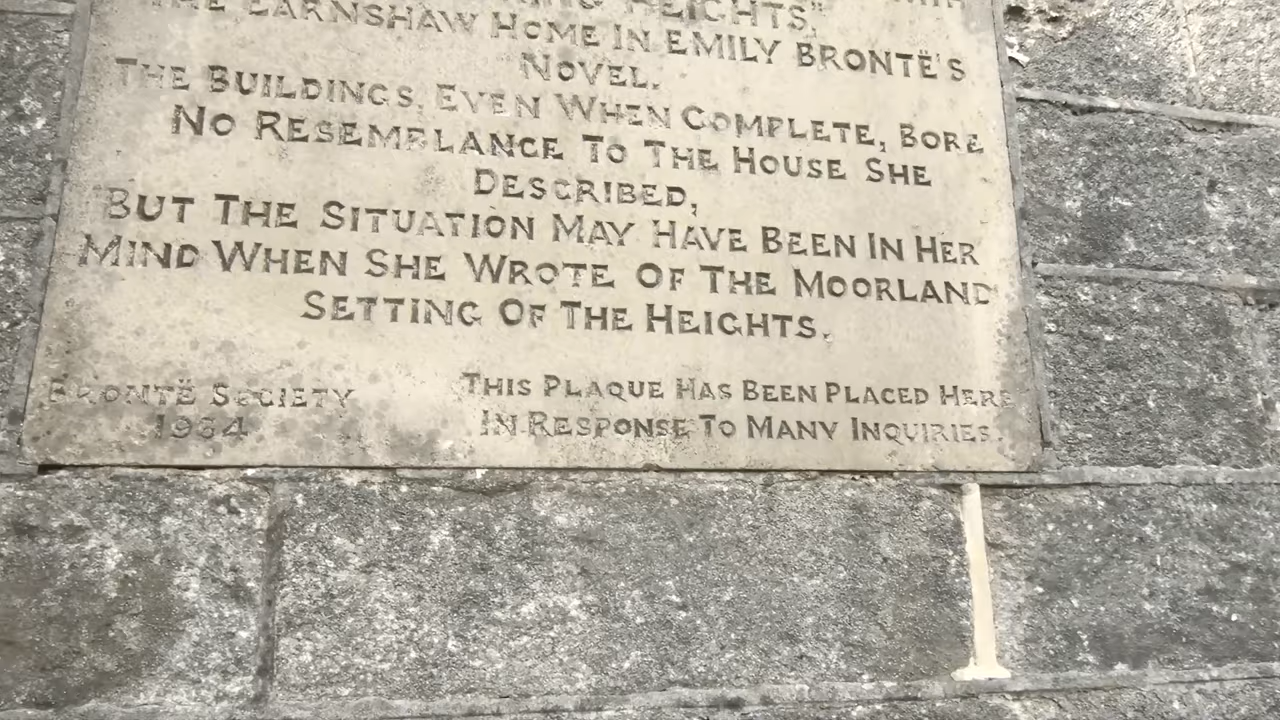 HEIGHTS,"
THE EARNSHAW HOME IN EMILY BRONTË'S
NOVEL.
THE BUILDINGS, EVEN WHEN COMPLETE, BORE
NO RESEMBLANCE TO THE HOUSE SHE
DESCRIBED,
BUT THE SITUATION MAY HAVE BEEN IN HER
MIND WHEN SHE WROTE OF THE MOORLAND
SETTING OF THE HEIGHTS.
BRONTË SOCIETY
1964
THIS PLAQUE HAS BEEN PLACED HERE
IN RESPONSE TO MANY INQUIRIES.